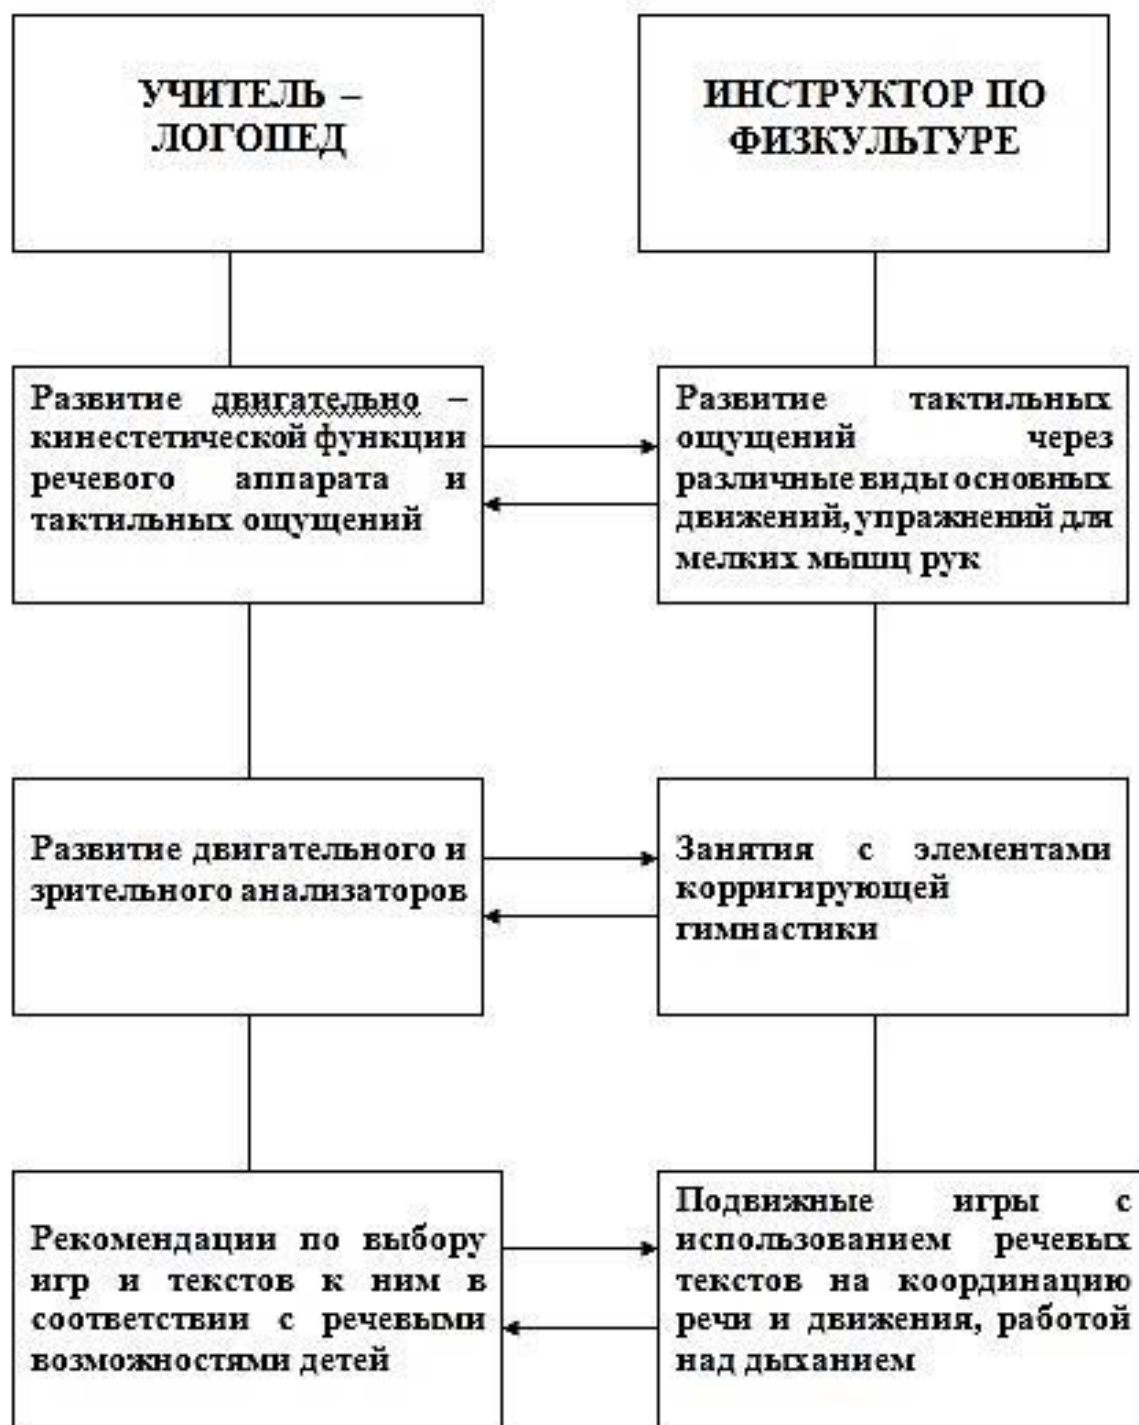 УЧИТЕЛЬ –
ЛОГОПЕД
ИНСТРУКТОР ПО
ФИЗКУЛЬТУРЕ
Развитие двигательно –
кинестетической функции
речевого аппарата и
тактильных ощущений
Развитие тактильных
ощущений через
различные виды основных
движений, упражнений для
мелких мышц рук
Развитие двигательного и
зрительного анализаторов
Занятия с элементами
корригирующей
гимнастики
Рекомендации по выбору
игр и текстов к ним в
соответствии с речевыми
возможностями детей
Подвижные игры с
использованием речевых
текстов на координацию
речи и движения, работой
над дыханием